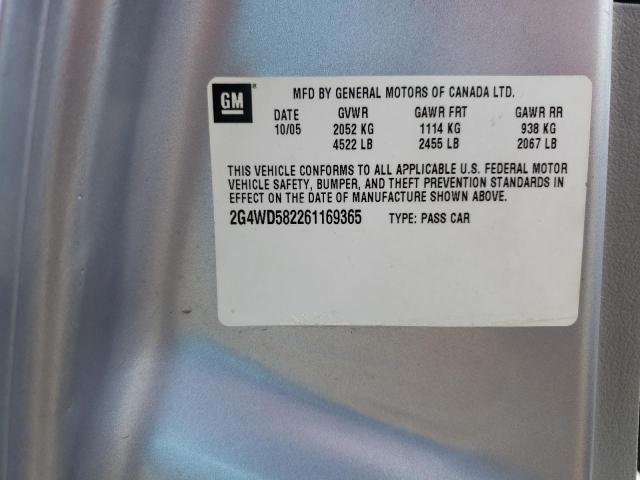 GM ® MFD BY GENERAL MOTORS OF CANADA LTD.
DATE GVWR GAWR FRT GAWR RR
10/05 2052 KG 1114 KG 938 KG
4522 LB 2455 LB 2067 LB
THIS VEHICLE CONFORMS TO ALL APPLICABLE U.S. FEDERAL MOTOR
VEHICLE SAFETY, BUMPER, AND THEFT PREVENTION STANDARDS IN
EFFECT ON THE DATE OF MANUFACTURE SHOWN ABOVE.
2G4WD582261169365 TYPE: PASS CAR